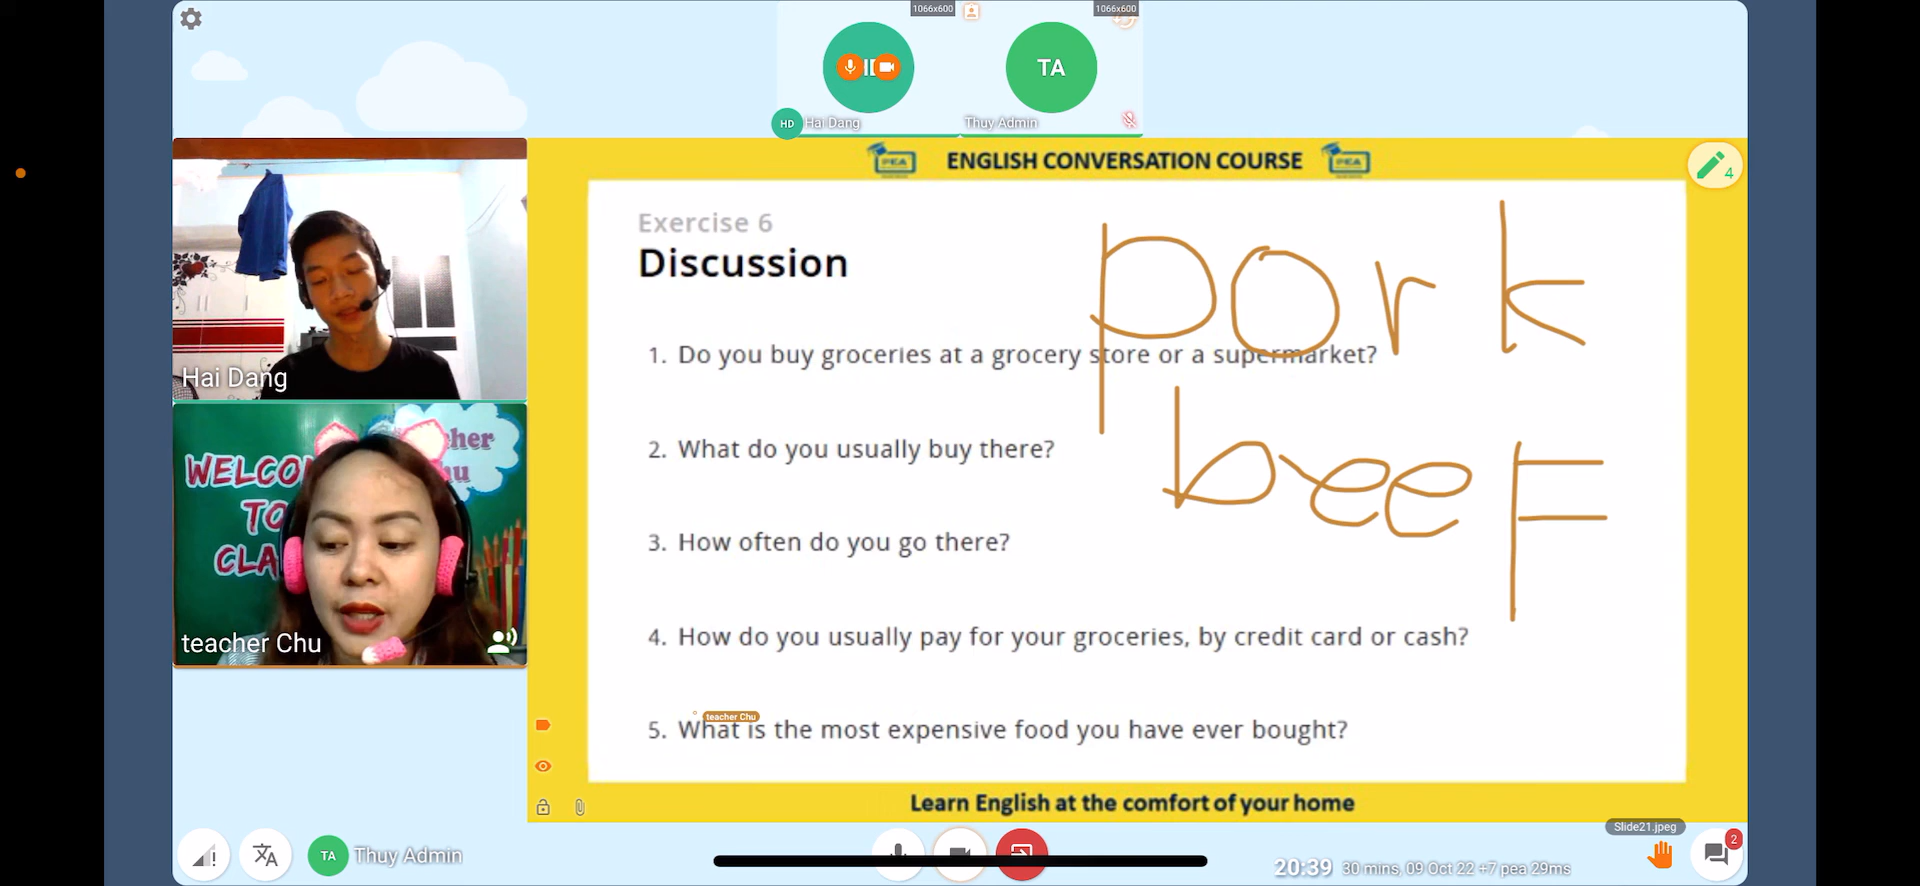 1066x600
1066x600
TA
HD
Hai Dang
Thuy Admin
PEA
ENGLISH CONVERSATION COURSE
PEA
4
Exercise 6
Discussion
pork
beeF
1. Do you buy groceries at a grocery store or a supermarket?
2. What do you usually buy there?
3. How often do you go there?
4. How do you usually pay for your groceries, by credit card or cash?
teacher Chu
5. What is the most expensive food you have ever bought?
Learn English at the comfort of your home
Hai Dang
WELCO
TO
CLA
cher
hu
teacher Chu
Slide21.jpeg
TA
Thuy Admin
20:39
30 mins, 09 Oct 22 +7 pea 29ms
2